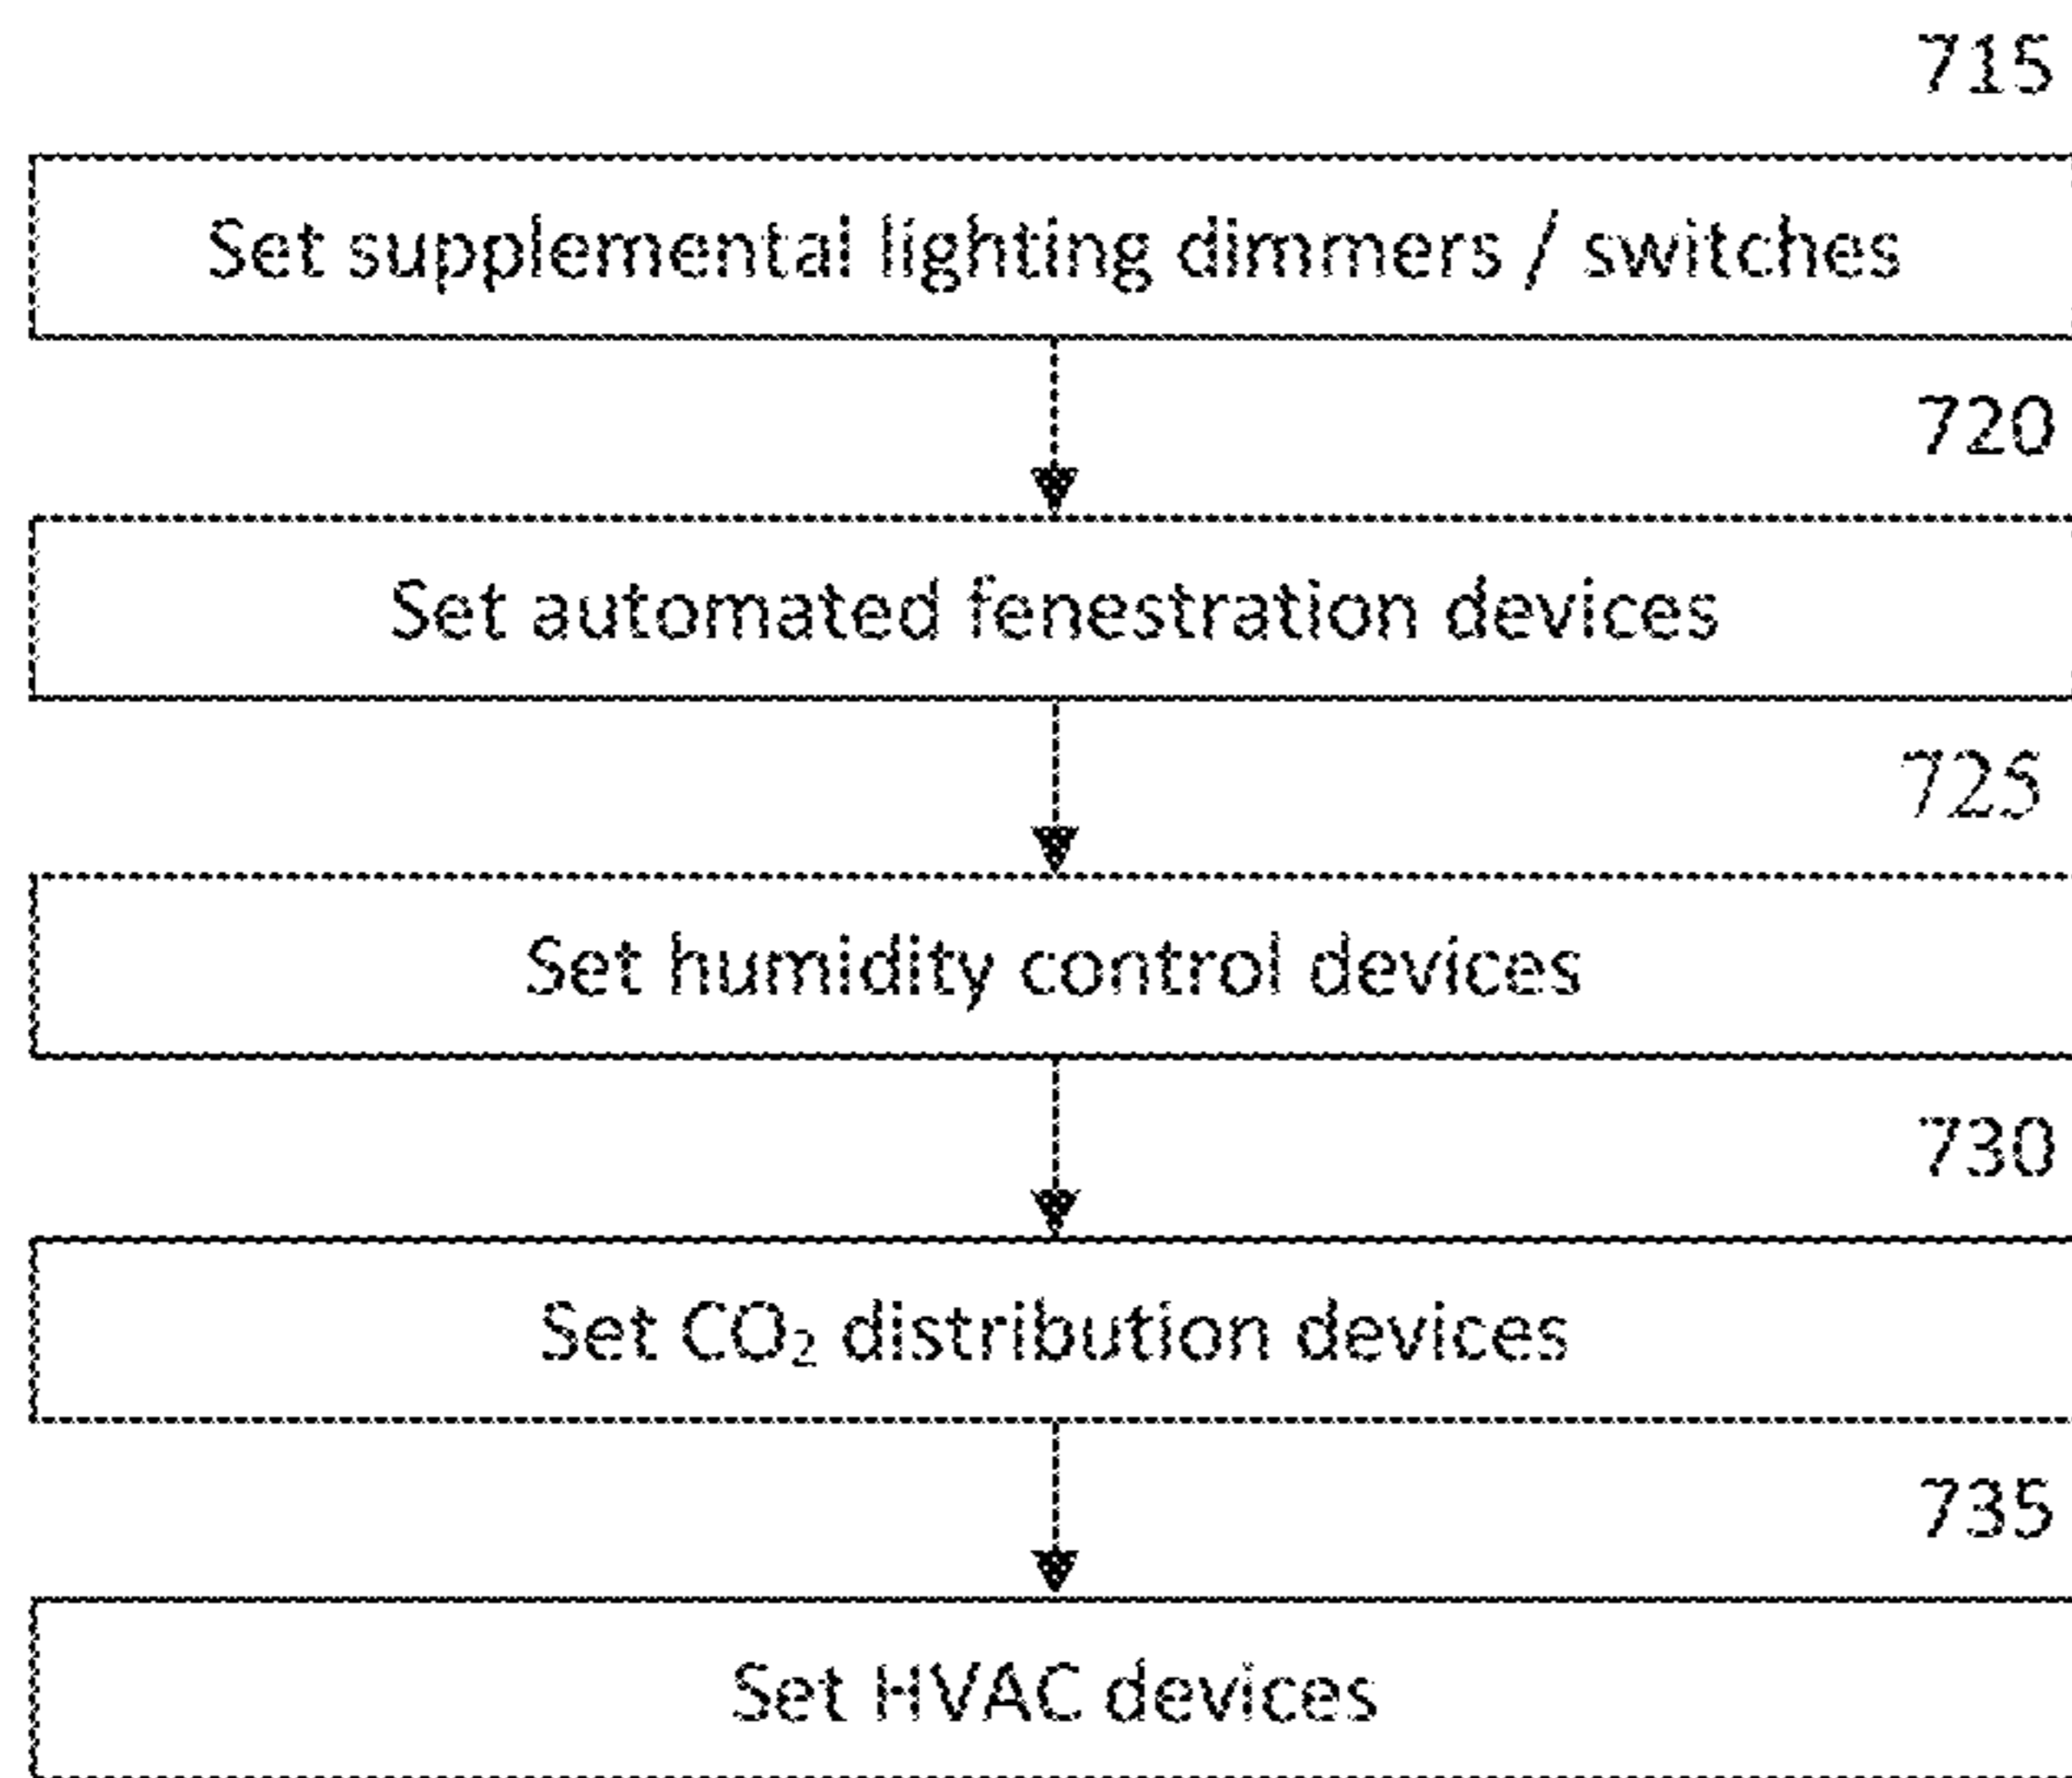 715
Set supplemental lighting dimmers / switches
720
Set automated fenestration devices
725
Set humidity control devices
730
Set CO₂ distribution devices
735
Set HVAC devices